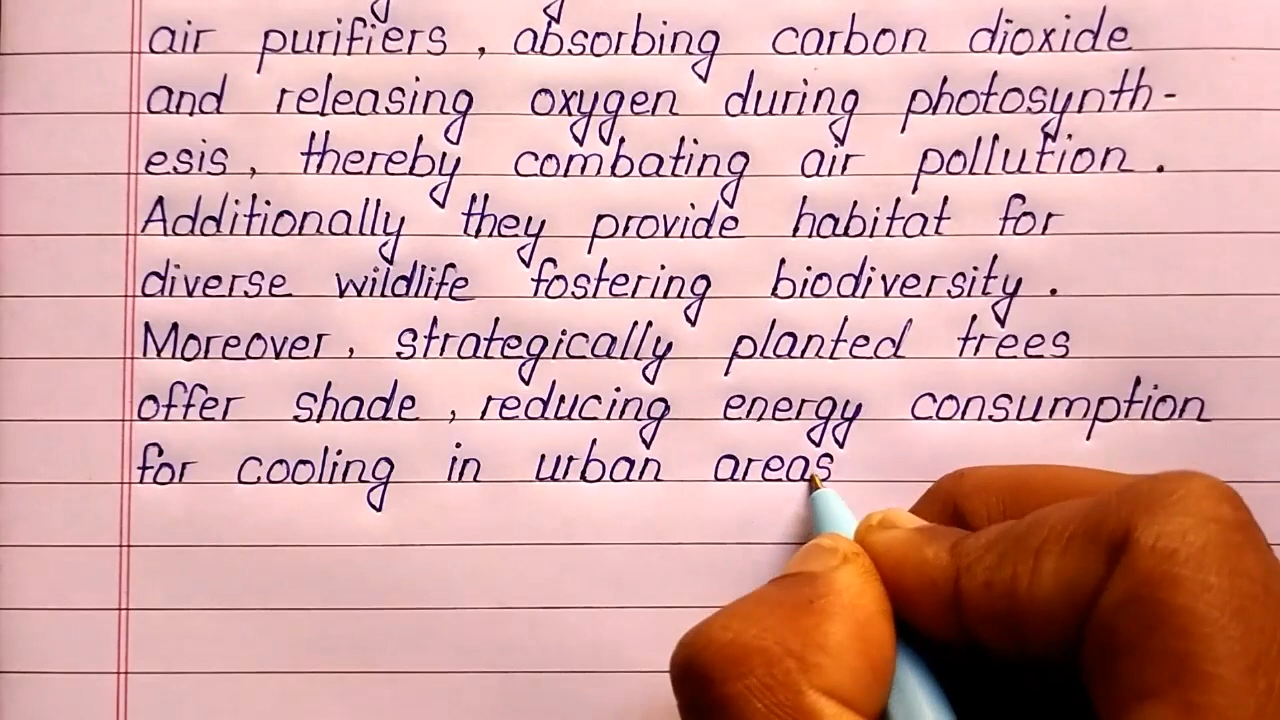 air purifiers, absorbing carbon dioxide
and releasing oxygen during photosynth-
esis, thereby combating air pollution.
Additionally they provide habitat for
diverse wildlife fostering biodiversity.
Moreover, strategically planted trees
offer shade, reducing energy consumption
for cooling in urban areas